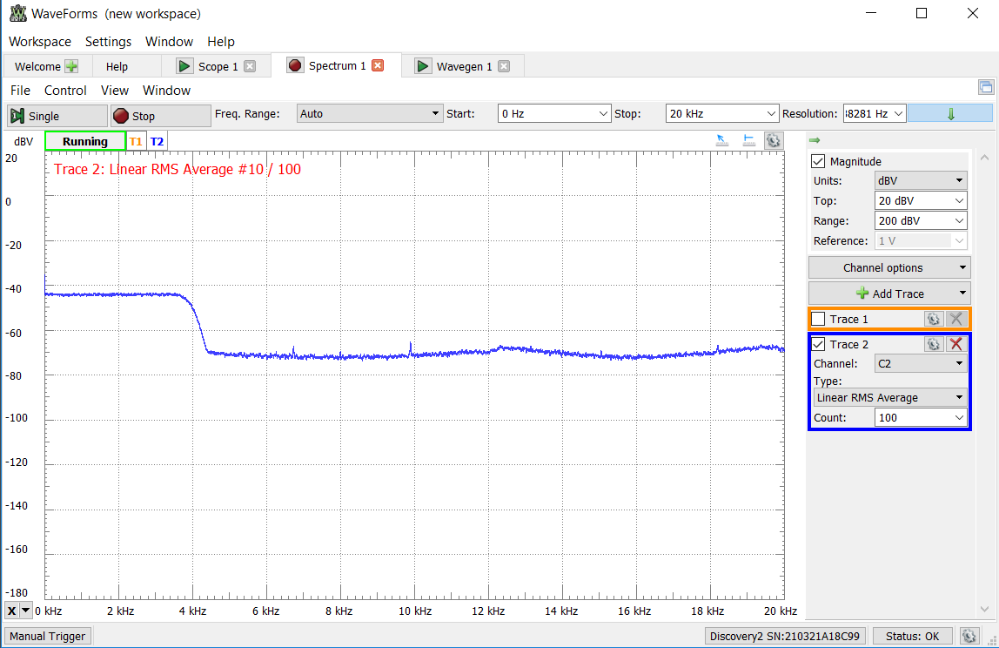 WaveForms (new workspace)
Workspace Settings Window Help
Welcome Help Scope 1 Spectrum 1 Wavegen 1
File Control View Window
Single Stop Freq. Range: Auto Start: 0 Hz Stop: 20 kHz Resolution: 8281 Hz
dBV Running T1 T2
Trace 2: Linear RMS Average #10 / 100
20
0
-20
-40
-60
-80
-100
-120
-140
-160
-180
X 0 kHz 2 kHz 4 kHz 6 kHz 8 kHz 10 kHz 12 kHz 14 kHz 16 kHz 18 kHz 20 kHz
Magnitude
Units: dBV
Top: 20 dBV
Range: 200 dBV
Reference: 1 V
Channel options
Add Trace
Trace 1
Trace 2
Channel: C2
Type:
Linear RMS Average
Count: 100
Manual Trigger Discovery2 SN:210321A18C99 Status: OK